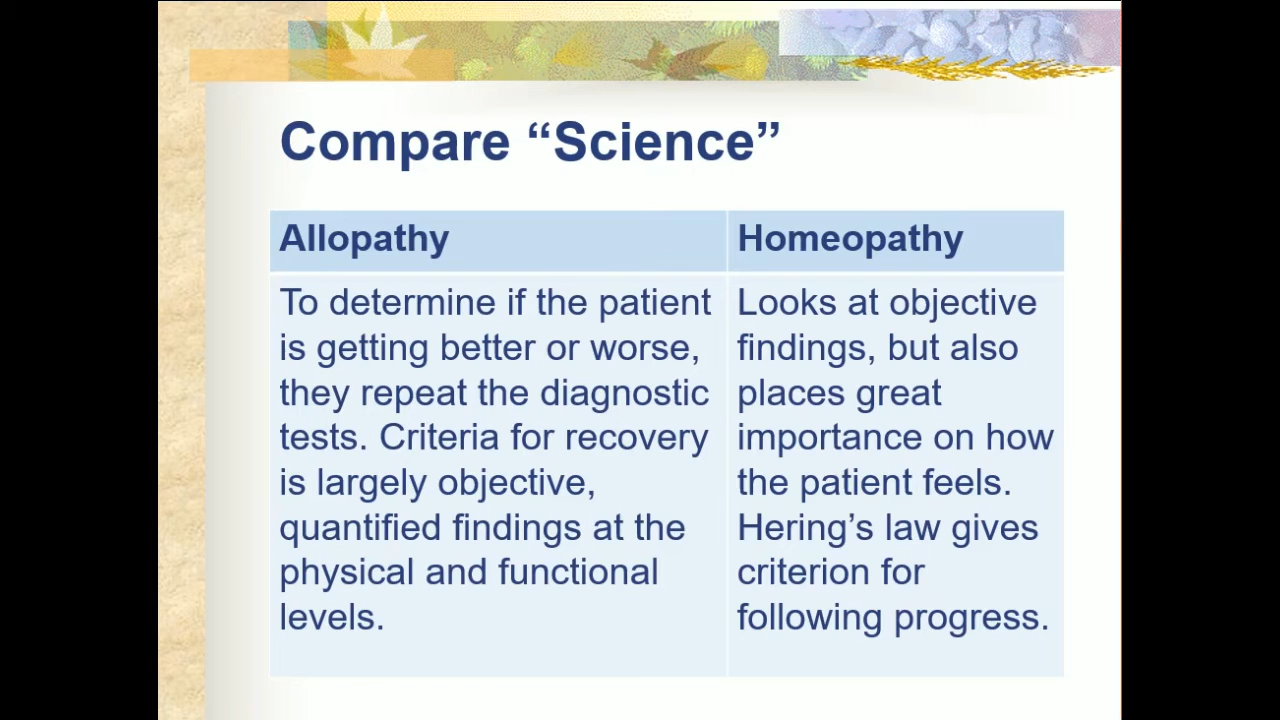 Compare “Science”
Allopathy
To determine if the patient
is getting better or worse,
they repeat the diagnostic
tests. Criteria for recovery
is largely objective,
quantified findings at the
physical and functional
levels.
Homeopathy
Looks at objective
findings, but also
places great
importance on how
the patient feels.
Hering’s law gives
criterion for
following progress.